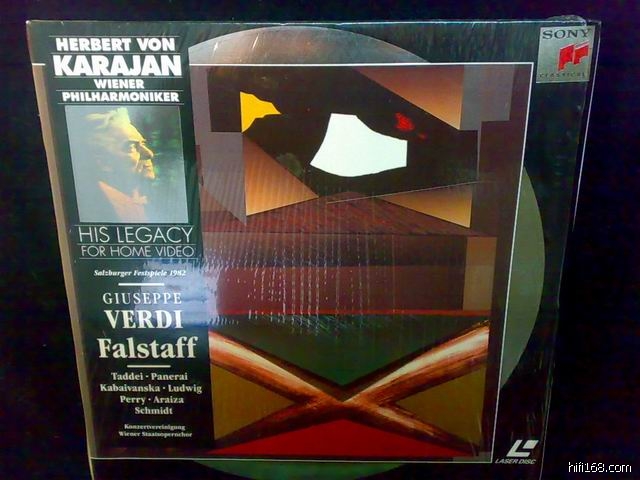 HERBERT VON
KARAJAN
WIENER
PHILHARMONIKER
HIS LEGACY
FOR HOME VIDEO
Salzburger Festspiele 1982
GIUSEPPE
VERDI
Falstaff
Taddei · Panerai
Kabaivanska · Ludwig
Perry · Araiza
Schmidt
Konzertvereinigung
Wiener Staatsopernchor
SONY
CLASSICAL
LASER DISC
hifi168.com